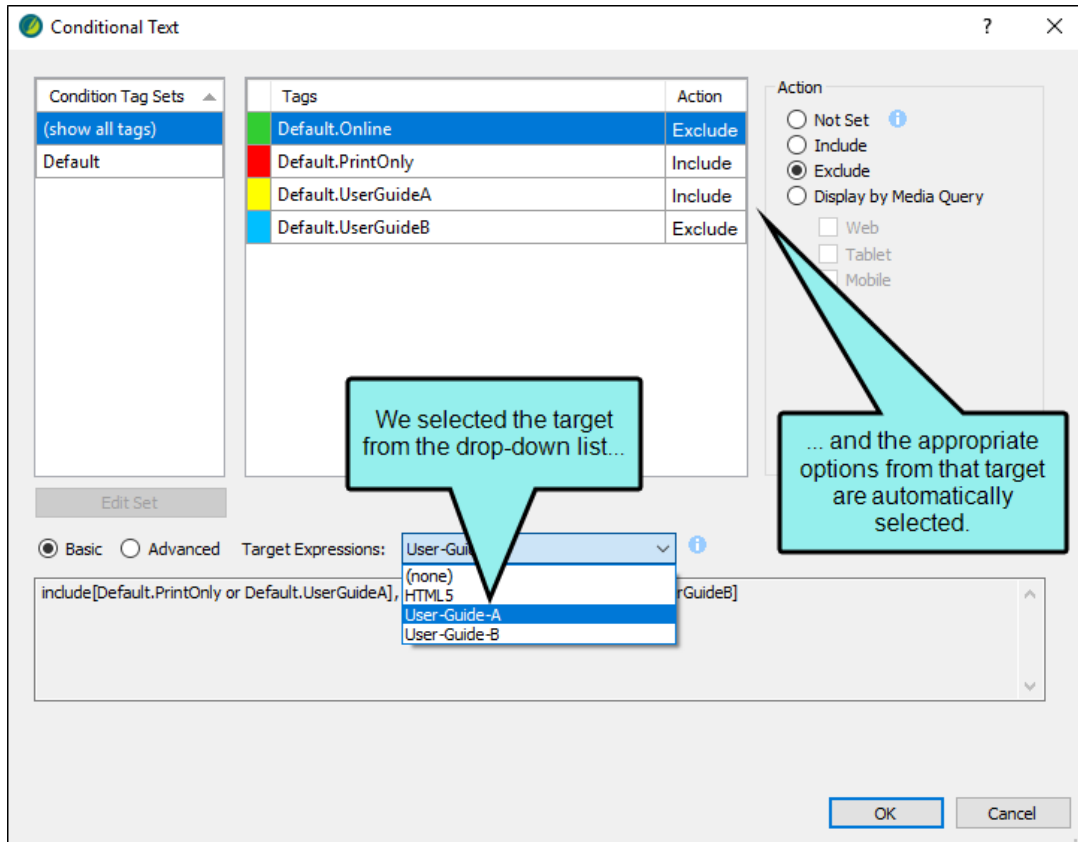 Conditional Text
?
Condition Tag Sets
(show all tags)
Default
Tags Action
Default.Online Exclude
Default.PrintOnly Include
Default.UserGuideA Include
Default.UserGuideB Exclude
Action
Not Set
Include
Exclude
Display by Media Query
Web
Tablet
Mobile
We selected the target
from the drop-down list...
... and the appropriate
options from that target
are automatically
selected.
Edit Set
Basic Advanced Target Expressions:
(none)
HTML5
User-Guide-A
User-Guide-B
include[Default.PrintOnly or Default.UserGuideA],
OK Cancel